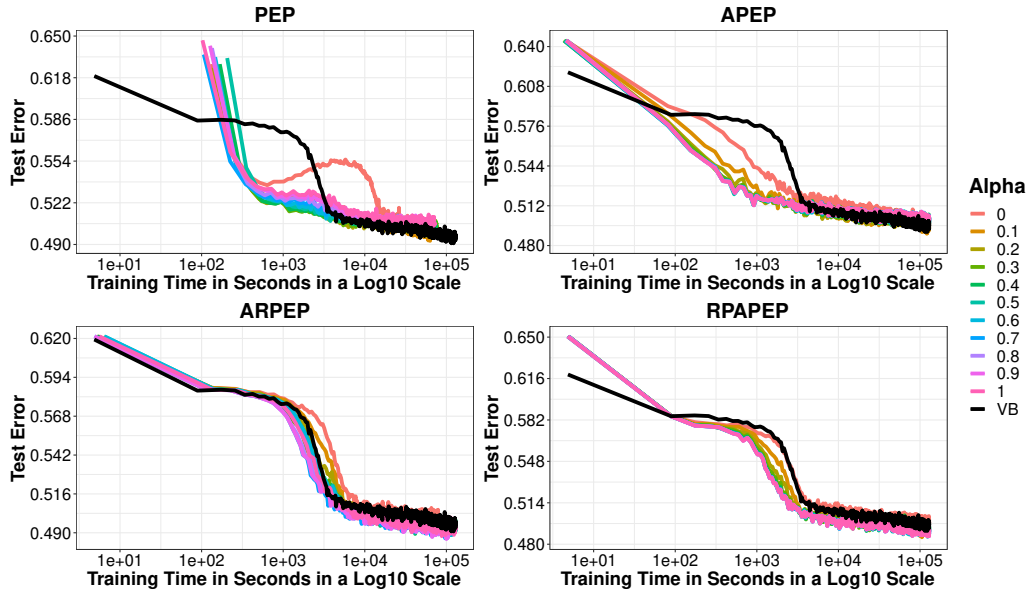 PEP
0.650
0.618
0.586
0.554
0.522
0.490
Test Error
1e+01 1e+02 1e+03 1e+04 1e+05
Training Time in Seconds in a Log10 Scale
APEP
0.640
0.608
0.576
0.544
0.512
0.480
Test Error
1e+01 1e+02 1e+03 1e+04 1e+05
Training Time in Seconds in a Log10 Scale
ARPEP
0.620
0.594
0.568
0.542
0.516
0.490
Test Error
1e+01 1e+02 1e+03 1e+04 1e+05
Training Time in Seconds in a Log10 Scale
RPAPEP
0.650
0.616
0.582
0.548
0.514
0.480
Test Error
1e+01 1e+02 1e+03 1e+04 1e+05
Training Time in Seconds in a Log10 Scale
Alpha
0
0.1
0.2
0.3
0.4
0.5
0.6
0.7
0.8
0.9
1
VB